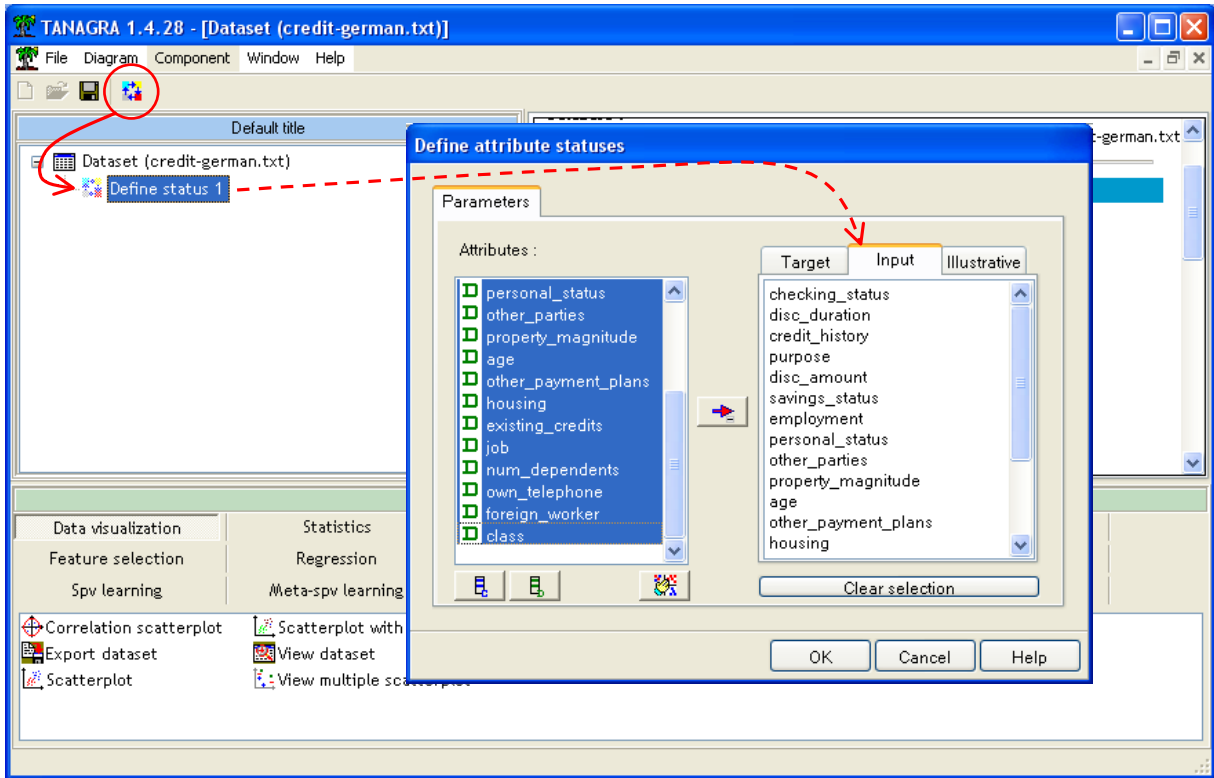 TANAGRA 1.4.28 - [Dataset (credit-german.txt)]
File Diagram Component Window Help
Default title
Dataset (credit-german.txt)
Define status 1
-german.txt
Define attribute statuses
Parameters
Attributes :
personal_status
other_parties
property_magnitude
age
other_payment_plans
housing
existing_credits
job
num_dependents
own_telephone
foreign_worker
class
Target Input Illustrative
checking_status
disc_duration
credit_history
purpose
disc_amount
savings_status
employment
personal_status
other_parties
property_magnitude
age
other_payment_plans
housing
Clear selection
OK Cancel Help
Data visualization Statistics
Feature selection Regression
Spv learning Meta-spv learning
Correlation scatterplot Scatterplot with
Export dataset View dataset
Scatterplot View multiple scatterplot